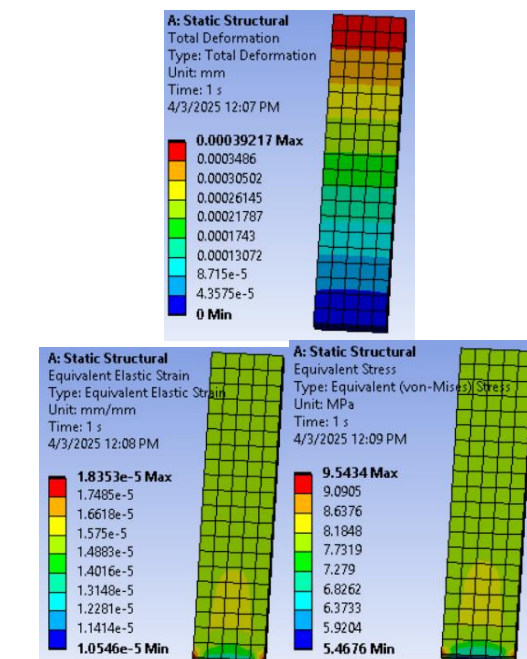 A: Static Structural
Total Deformation
Type: Total Deformation
Unit: mm
Time: 1 s
4/3/2025 12:07 PM
0.00039217 Max
0.0003486
0.00030502
0.00026145
0.00021787
0.0001743
0.00013072
8.715e-5
4.3575e-5
0 Min
A: Static Structural
Equivalent Elastic Strain
Type: Equivalent Elastic Strain
Unit: mm/mm
Time: 1 s
4/3/2025 12:08 PM
1.8353e-5 Max
1.7485e-5
1.6618e-5
1.575e-5
1.4883e-5
1.4016e-5
1.3148e-5
1.2281e-5
1.1414e-5
1.0546e-5 Min
A: Static Structural
Equivalent Stress
Type: Equivalent (von-Mises) Stress
Unit: MPa
Time: 1 s
4/3/2025 12:09 PM
9.5434 Max
9.0905
8.6376
8.1848
7.7319
7.279
6.8262
6.3733
5.9204
5.4676 Min